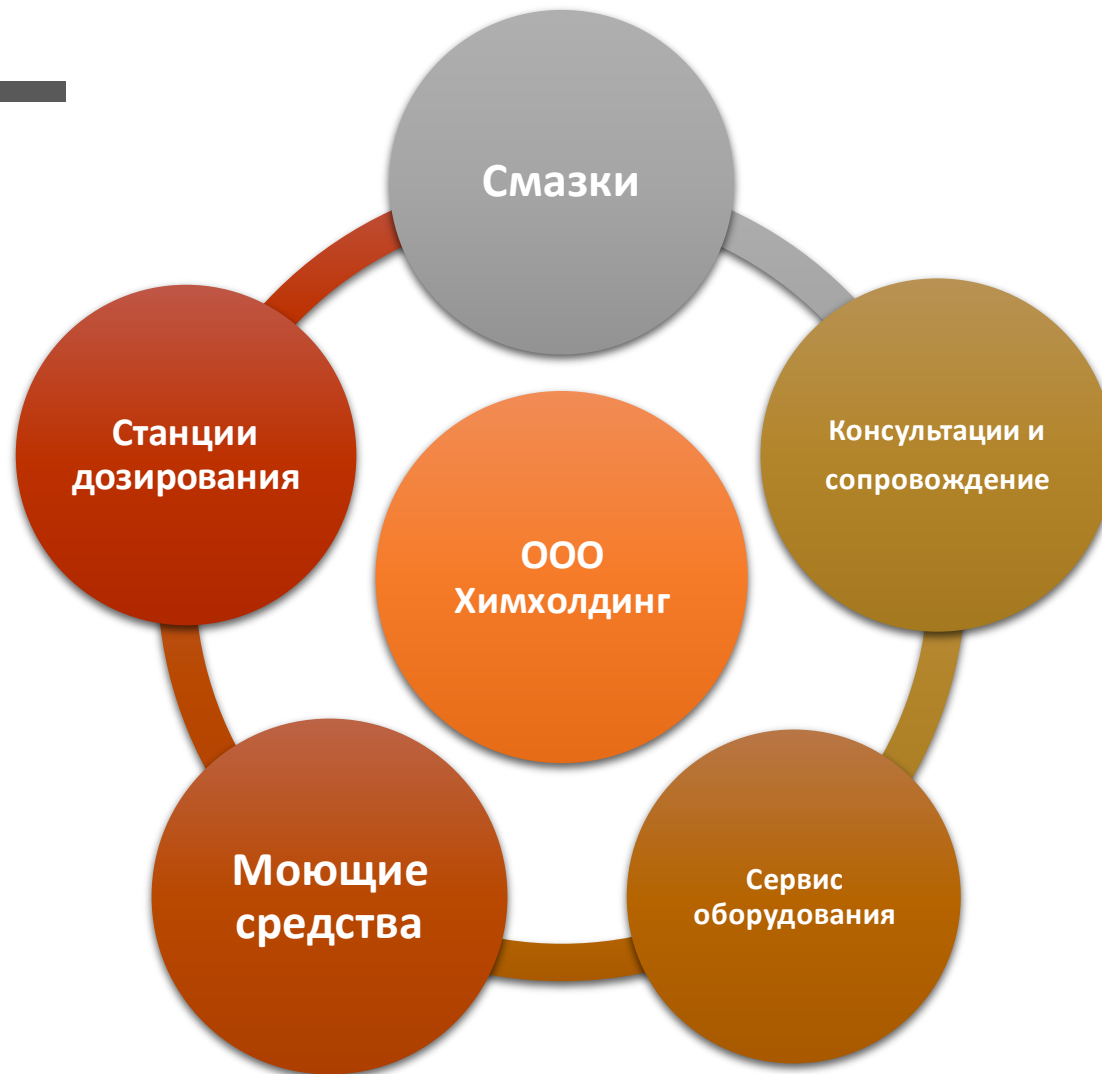 Смазки
Консультации и
сопровождение
Сервис
оборудования
Моющие
средства
Станции
дозирования
ООО
Химхолдинг